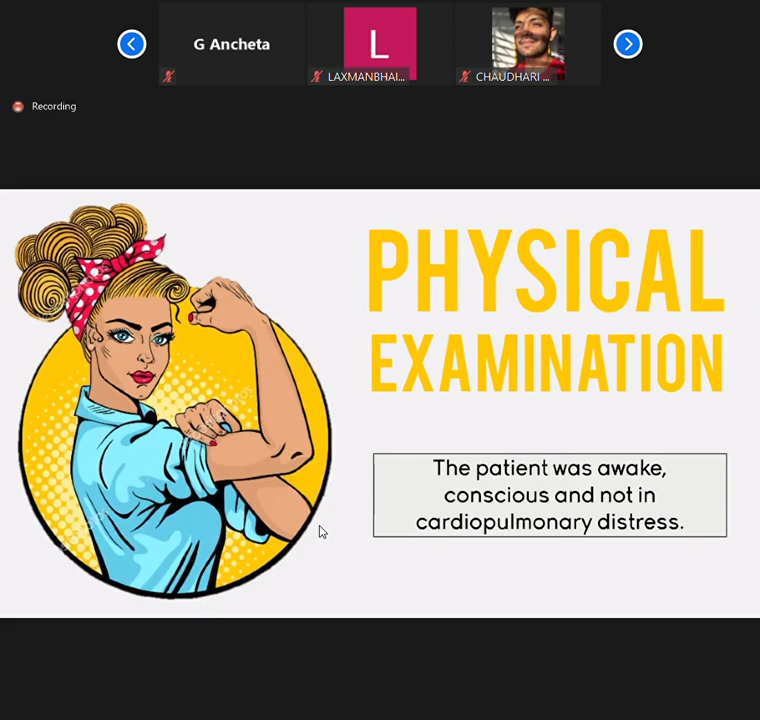 G Ancheta
L
LAXMANBHAI...
CHAUDHARI ...
Recording
PHYSICAL
EXAMINATION
The patient was awake,
conscious and not in
cardiopulmonary distress.